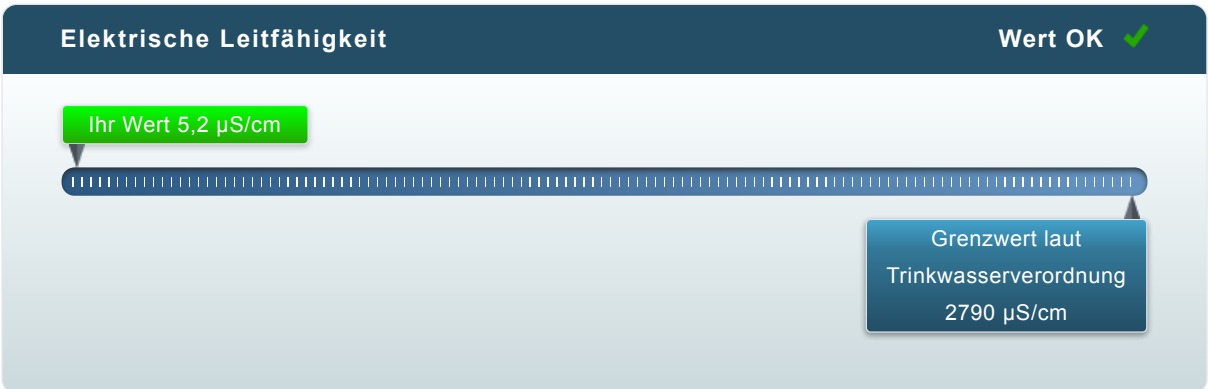 Elektrische Leitfähigkeit
Wert OK
Ihr Wert 5,2 µS/cm
Grenzwert laut
Trinkwasserverordnung
2790 µS/cm